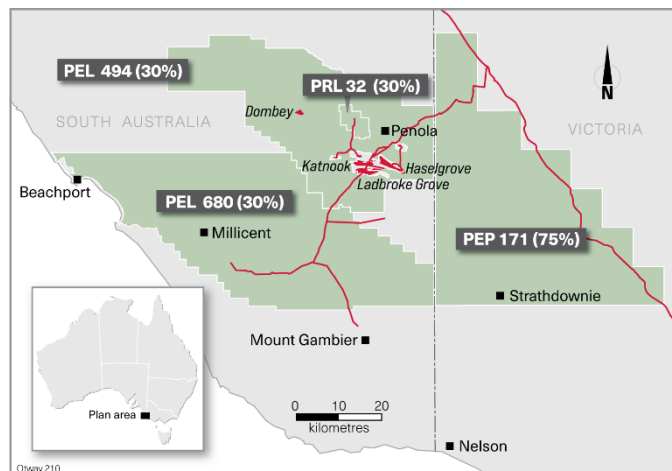 PEL 494 (30%)
PRL 32 (30%)
N
Dombey
SOUTH AUSTRALIA
VICTORIA
Penola
Katnook
Haselgrove
Ladbroke Grove
Beachport
PEL 680 (30%)
Millicent
PEP 171 (75%)
Strathdownie
Mount Gambier
Plan area
0 10 20
kilometres
Nelson
Otway 210